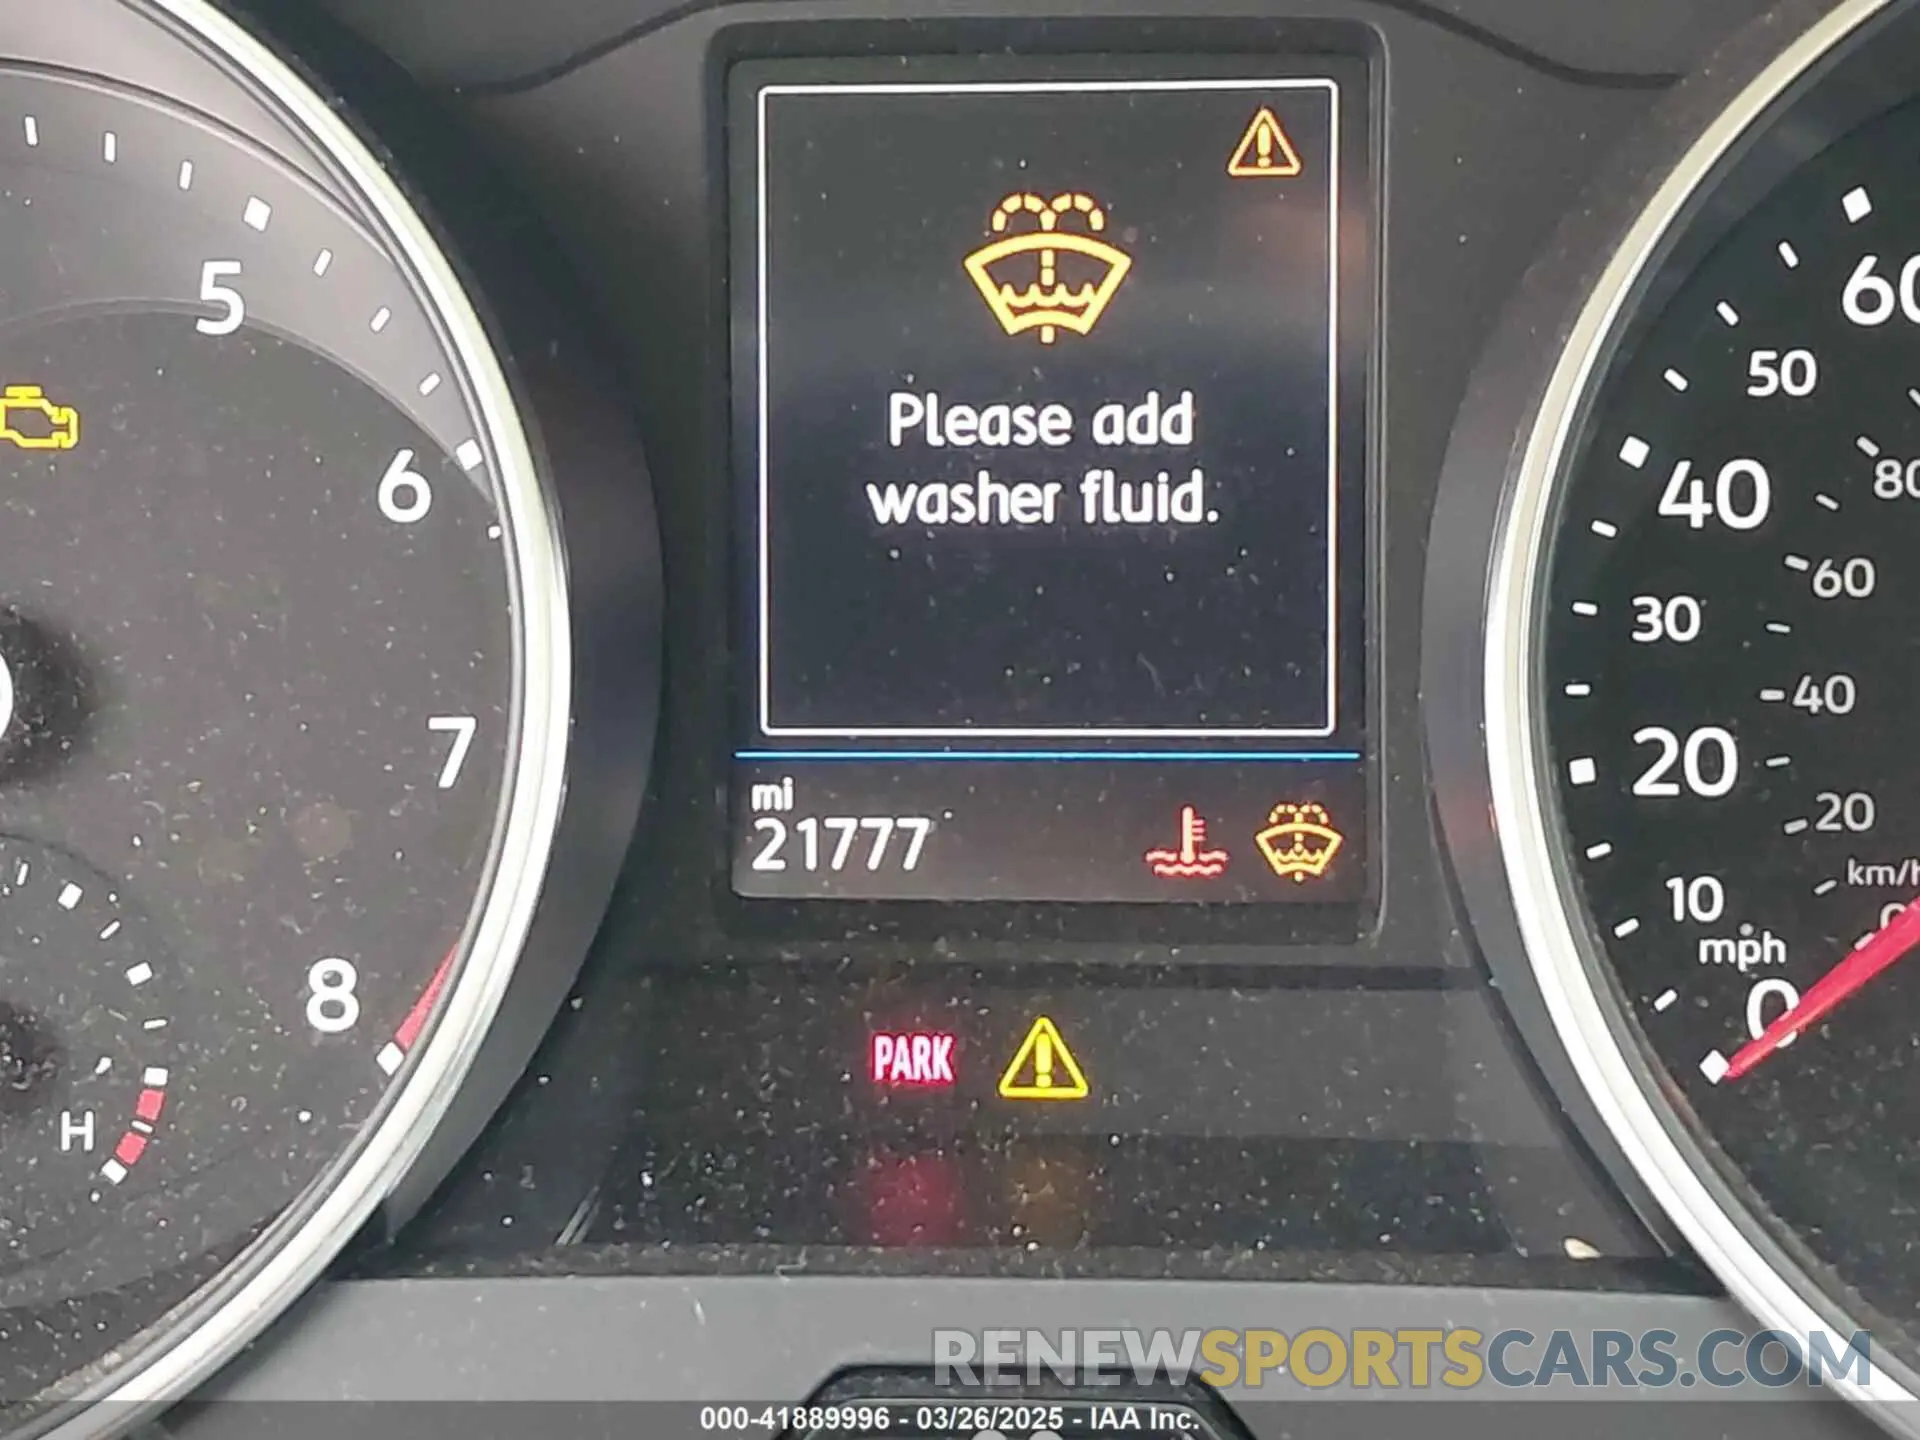 5
6
7
8
H
Please add
washer fluid.
mi
21777
PARK
60
50
40
80
60
30
40
20
20
km/h
10
mph
0
0
RENEWSPORTSCARS.COM
000-41889996 - 03/26/2025 - IAA Inc.